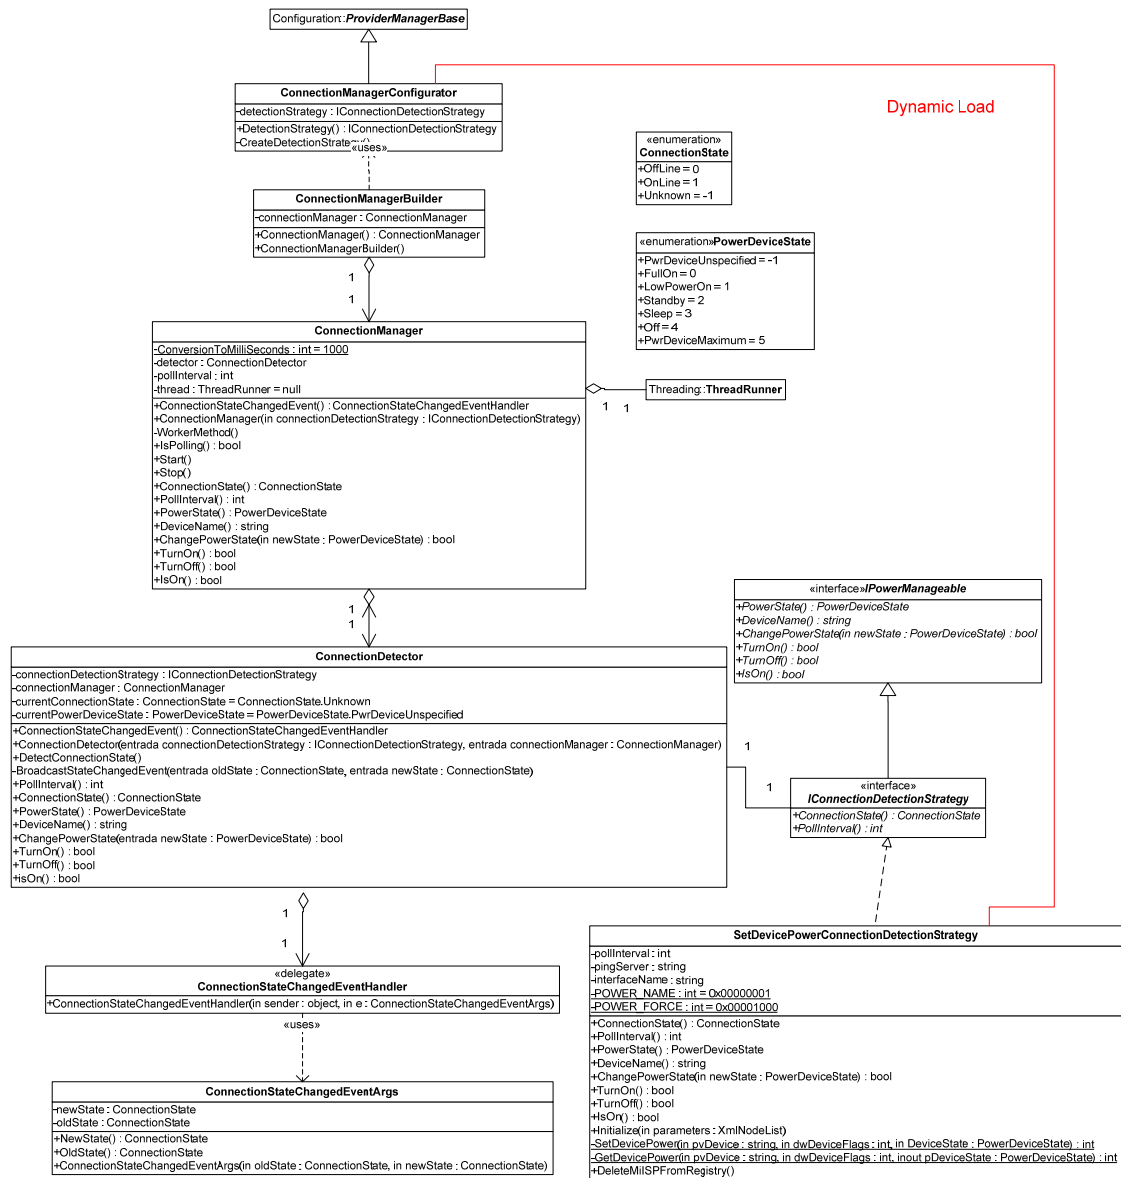 Configuration::ProviderManagerBase
ConnectionManagerConfigurator
-detectionStrategy : IConnectionDetectionStrategy
+DetectionStrategy() : IConnectionDetectionStrategy
-CreateDetectionStrategy()
«uses»
Dynamic Load
«enumeration»
ConnectionState
+OffLine = 0
+OnLine = 1
+Unknown = -1
ConnectionManagerBuilder
-connectionManager : ConnectionManager
+ConnectionManager() : ConnectionManager
+ConnectionManagerBuilder()
1
1
«enumeration»PowerDeviceState
+PwrDeviceUnspecified = -1
+FullOn = 0
+LowPowerOn = 1
+Standby = 2
+Sleep = 3
+Off = 4
+PwrDeviceMaximum = 5
ConnectionManager
-ConversionToMilliSeconds : int = 1000
-detector : ConnectionDetector
-pollInterval : int
-thread : ThreadRunner = null
+ConnectionStateChangedEvent() : ConnectionStateChangedEventHandler
+ConnectionManager(in connectionDetectionStrategy : IConnectionDetectionStrategy)
-WorkerMethod()
+IsPolling() : bool
+Start()
+Stop()
+ConnectionState() : ConnectionState
+PollInterval() : int
+PowerState() : PowerDeviceState
+DeviceName() : string
+ChangePowerState(in newState : PowerDeviceState) : bool
+TurnOn() : bool
+TurnOff() : bool
+IsOn() : bool
Threading::ThreadRunner
1 1
1
1
«interface»IPowerManageable
+PowerState() : PowerDeviceState
+DeviceName() : string
+ChangePowerState(in newState : PowerDeviceState) : bool
+TurnOn() : bool
+TurnOff() : bool
+IsOn() : bool
ConnectionDetector
-connectionDetectionStrategy : IConnectionDetectionStrategy
-connectionManager : ConnectionManager
-currentConnectionState : ConnectionState = ConnectionState.Unknown
-currentPowerDeviceState : PowerDeviceState = PowerDeviceState.PwrDeviceUnspecified
+ConnectionStateChangedEvent() : ConnectionStateChangedEventHandler
+ConnectionDetector(entrada connectionDetectionStrategy : IConnectionDetectionStrategy, entrada connectionManager : ConnectionManager)
+DetectConnectionState()
-BroadcastStateChangedEvent(entrada oldState : ConnectionState, entrada newState : ConnectionState)
+PollInterval() : int
+ConnectionState() : ConnectionState
+PowerState() : PowerDeviceState
+DeviceName() : string
+ChangePowerState(entrada newState : PowerDeviceState) : bool
+TurnOn() : bool
+TurnOff() : bool
+isOn() : bool
1
1
«interface»
IConnectionDetectionStrategy
+ConnectionState() : ConnectionState
+PollInterval() : int
1
1
«delegate»
ConnectionStateChangedEventHandler
+ConnectionStateChangedEventHandler(in sender : object, in e : ConnectionStateChangedEventArgs)
«uses»
ConnectionStateChangedEventArgs
-newState : ConnectionState
-oldState : ConnectionState
+NewState() : ConnectionState
+OldState() : ConnectionState
+ConnectionStateChangedEventArgs(in oldState : ConnectionState, in newState : ConnectionState)
SetDevicePowerConnectionDetectionStrategy
-pollInterval : int
-pingServer : string
-interfaceName : string
-POWER_NAME : int = 0x00000001
-POWER_FORCE : int = 0x00001000
+ConnectionState() : ConnectionState
+PollInterval() : int
+PowerState() : PowerDeviceState
+DeviceName() : string
+ChangePowerState(in newState : PowerDeviceState) : bool
+TurnOn() : bool
+TurnOff() : bool
+IsOn() : bool
+Initialize(in parameters : XmlNodeList)
-SetDevicePower(in pvDevice : string, in dwDeviceFlags : int, in DeviceState : PowerDeviceState) : int
-GetDevicePower(in pvDevice : string, in dwDeviceFlags : int, inout pDeviceState : PowerDeviceState) : int
+DeleteMilSPFromRegistry()